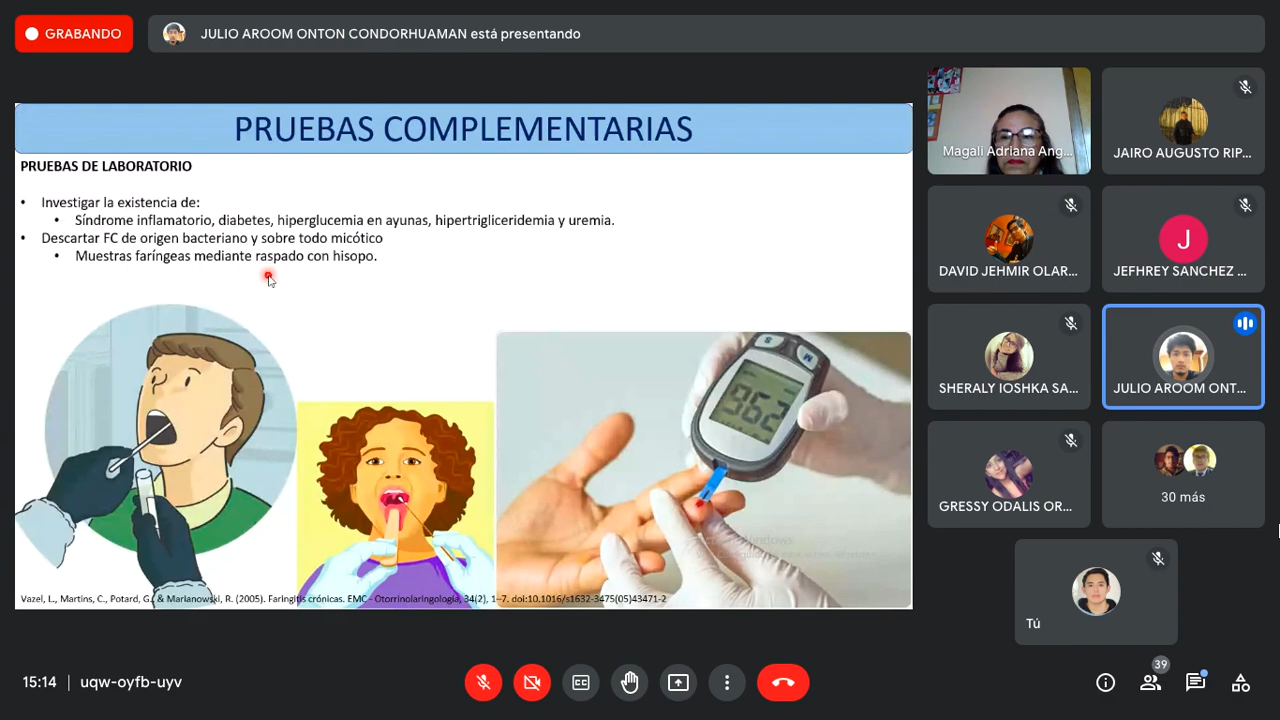 GRABANDO
JULIO AROOM ONTON CONDORHUAMAN está presentando
PRUEBAS COMPLEMENTARIAS
PRUEBAS DE LABORATORIO
• Investigar la existencia de:
• Síndrome inflamatorio, diabetes, hiperglucemia en ayunas, hipertrigliceridemia y uremia.
• Descartar FC de origen bacteriano y sobre todo micótico
• Muestras faríngeas mediante raspado con hisopo.
S
M
96.2
Vazel, L., Martins, C., Potard, G., & Marianowski, R. (2005). Faringitis crónicas. EMC - Otorrinolaringología, 34(2), 1–7. doi:10.1016/s1632-3475(05)43471-2
Magali Adriana Ang...
JAIRO AUGUSTO RIP...
DAVID JEHMIR OLAR...
J
JEFHREY SANCHEZ ...
SHERALY IOSHKA SA...
JULIO AROOM ONT...
GRESSY ODALIS OR...
30 más
Tú
15:14 | uqw-oyfb-uyv
CC
39